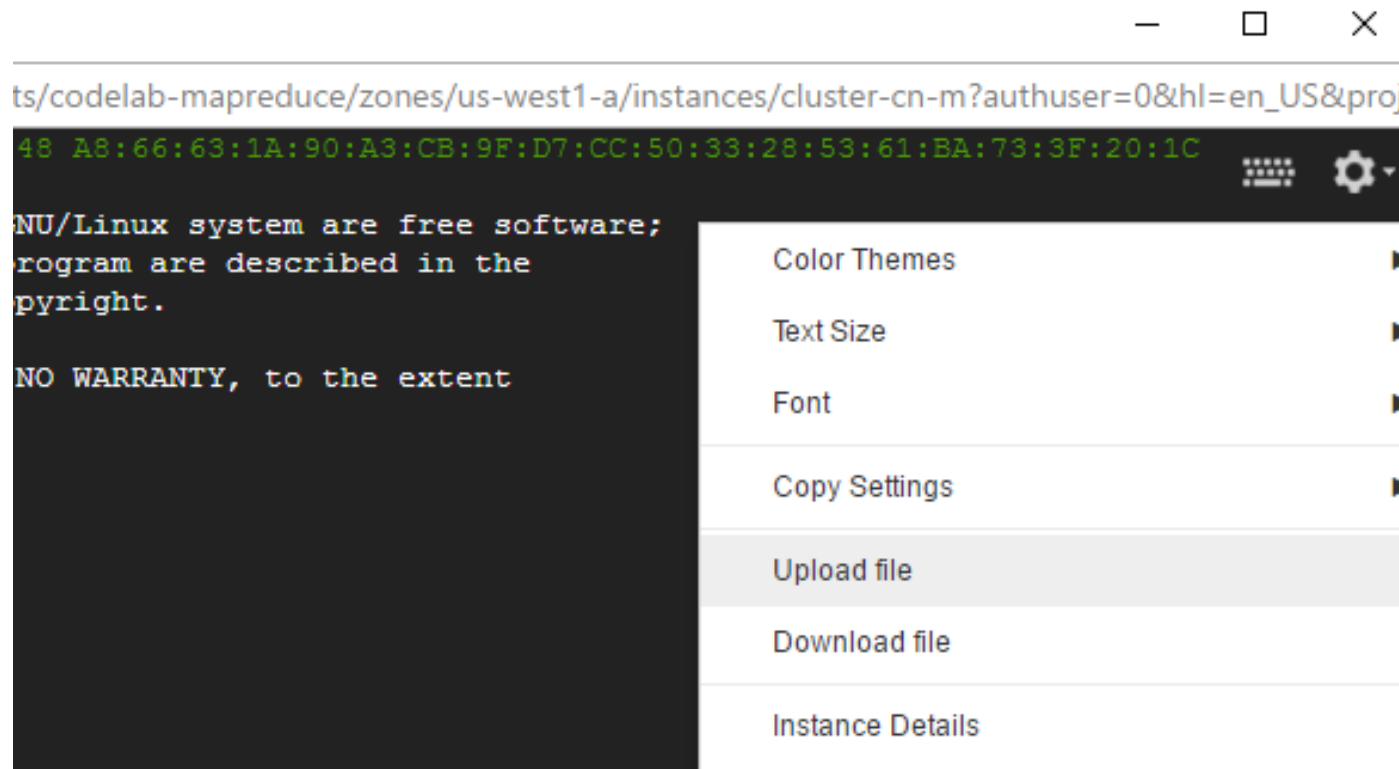 ts/codelab-mapreduce/zones/us-west1-a/instances/cluster-cn-m?authuser=0&hl=en_US&proj
48 A8:66:63:1A:90:A3:CB:9F:D7:CC:50:33:28:53:61:BA:73:3F:20:1C
NU/Linux system are free software;
rogram are described in the
pyright.
NO WARRANTY, to the extent
Color Themes
Text Size
Font
Copy Settings
Upload file
Download file
Instance Details